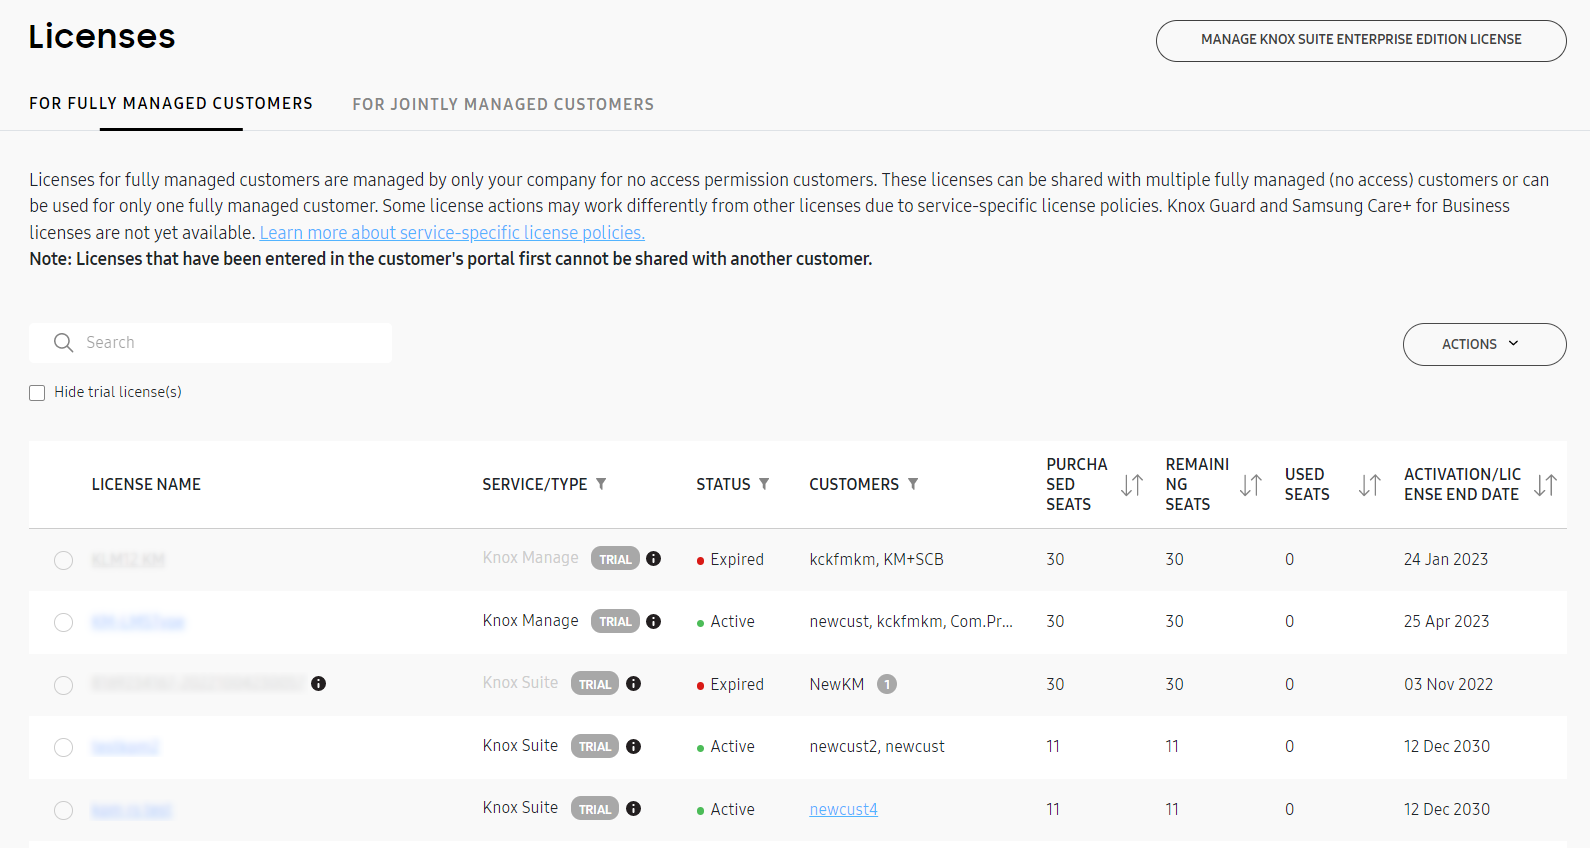 Licenses
MANAGE KNOX SUITE ENTERPRISE EDITION LICENSE
FOR FULLY MANAGED CUSTOMERS
FOR JOINTLY MANAGED CUSTOMERS
Licenses for fully managed customers are managed by only your company for no access permission customers. These licenses can be shared with multiple fully managed (no access) customers or can
be used for only one fully managed customer. Some license actions may work differently from other licenses due to service-specific license policies. Knox Guard and Samsung Care+ for Business
licenses are not yet available. Learn more about service-specific license policies.
Note: Licenses that have been entered in the customer's portal first cannot be shared with another customer.
Search
ACTIONS
Hide trial license(s)
LICENSE NAME
SERVICE/TYPE
STATUS
CUSTOMERS
PURCHA
SED
SEATS
REMAINI
NG
SEATS
USED
SEATS
ACTIVATION/LIC
ENSE END DATE
Knox Manage TRIAL Expired kckfmkm, KM+SCB 30 30 0 24 Jan 2023
Knox Manage TRIAL Active newcust, kckfmkm, Com.Pr... 30 30 0 25 Apr 2023
Knox Suite TRIAL Expired NewKM 1 30 30 0 03 Nov 2022
Knox Suite TRIAL Active newcust2, newcust 11 11 0 12 Dec 2030
Knox Suite TRIAL Active newcust4 11 11 0 12 Dec 2030